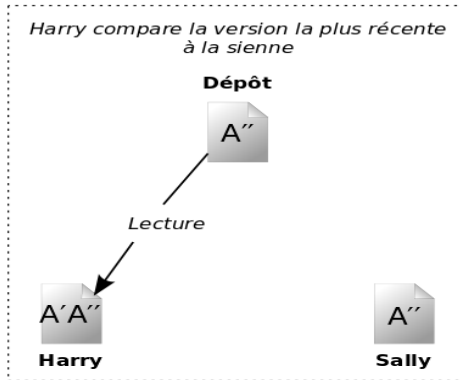 Harry compare la version la plus récente
à la sienne
Dépôt
A″
Lecture
A′A″
A″
Harry
Sally